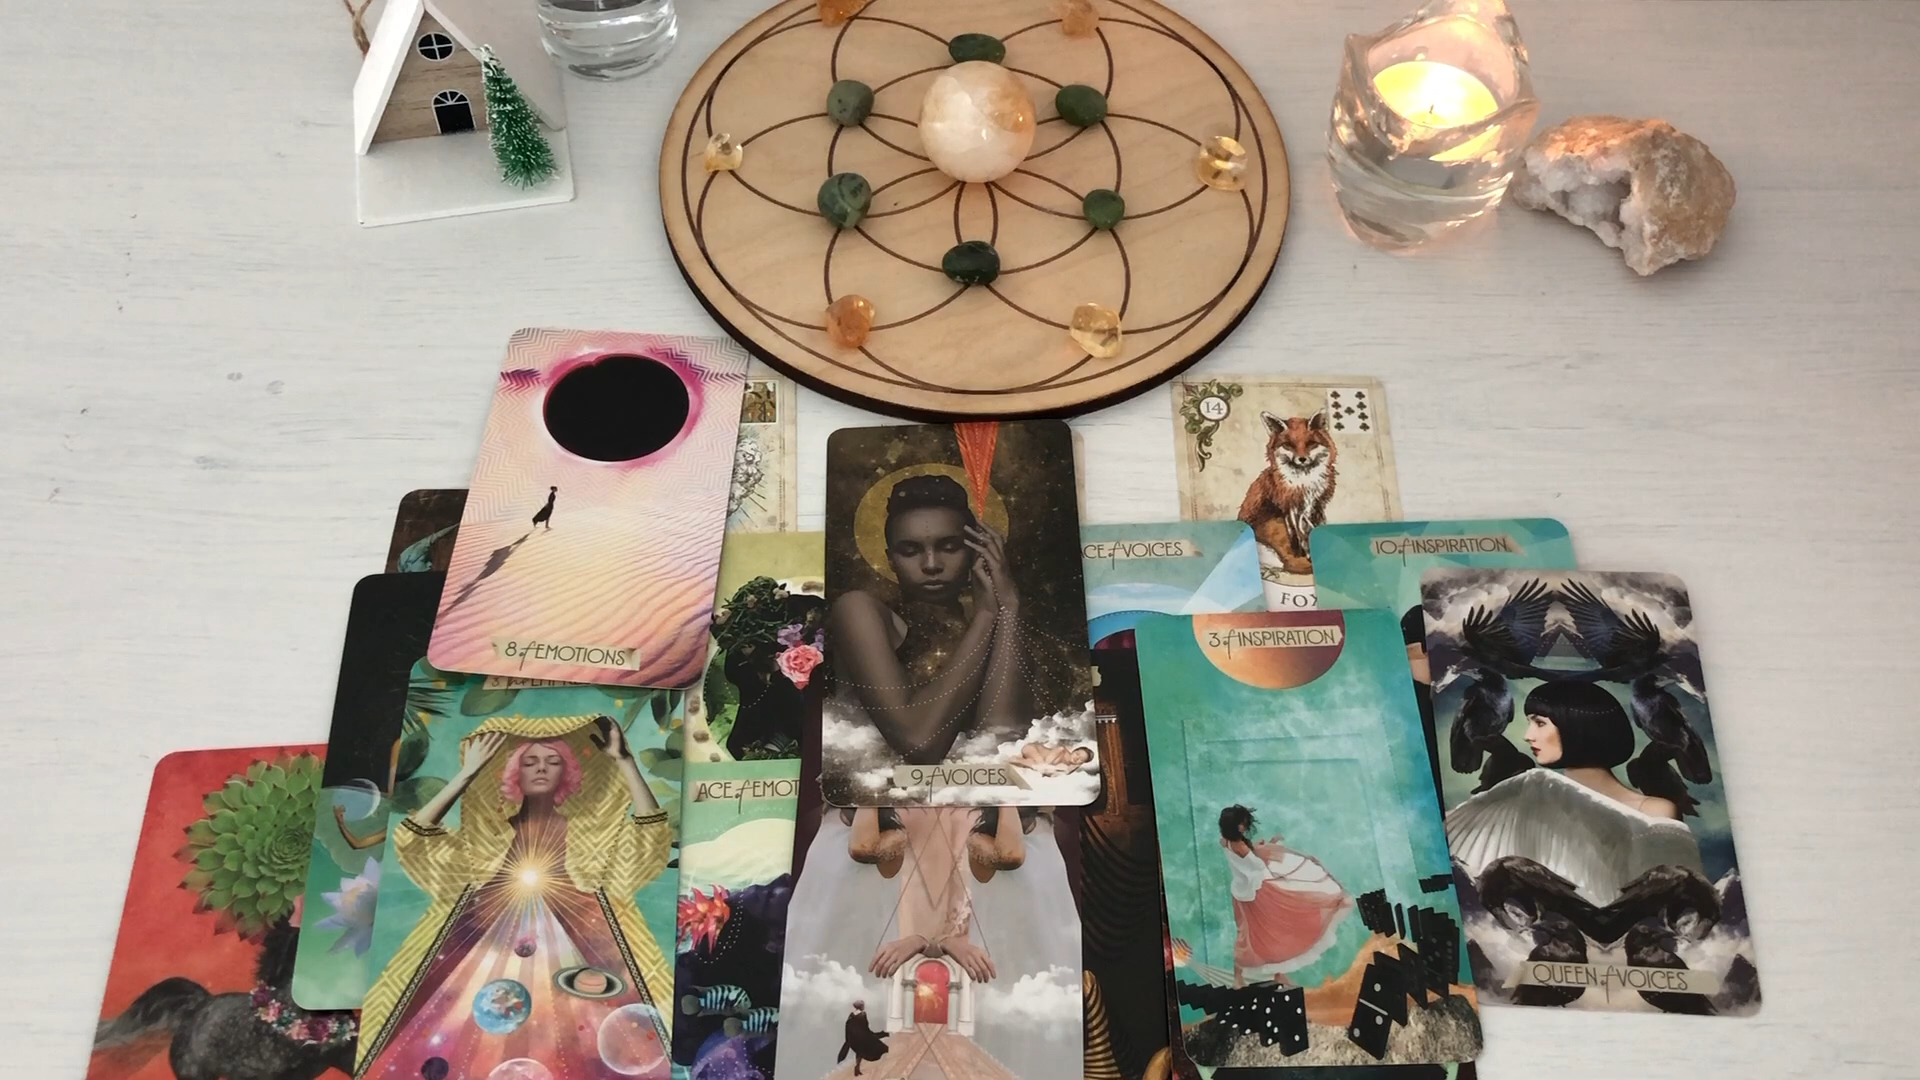 14
FOX
CE of VOICES
10 of INSPIRATION
3 of INSPIRATION
8 of EMOTIONS
9 of VOICES
ACE of EMOT
QUEEN of VOICES